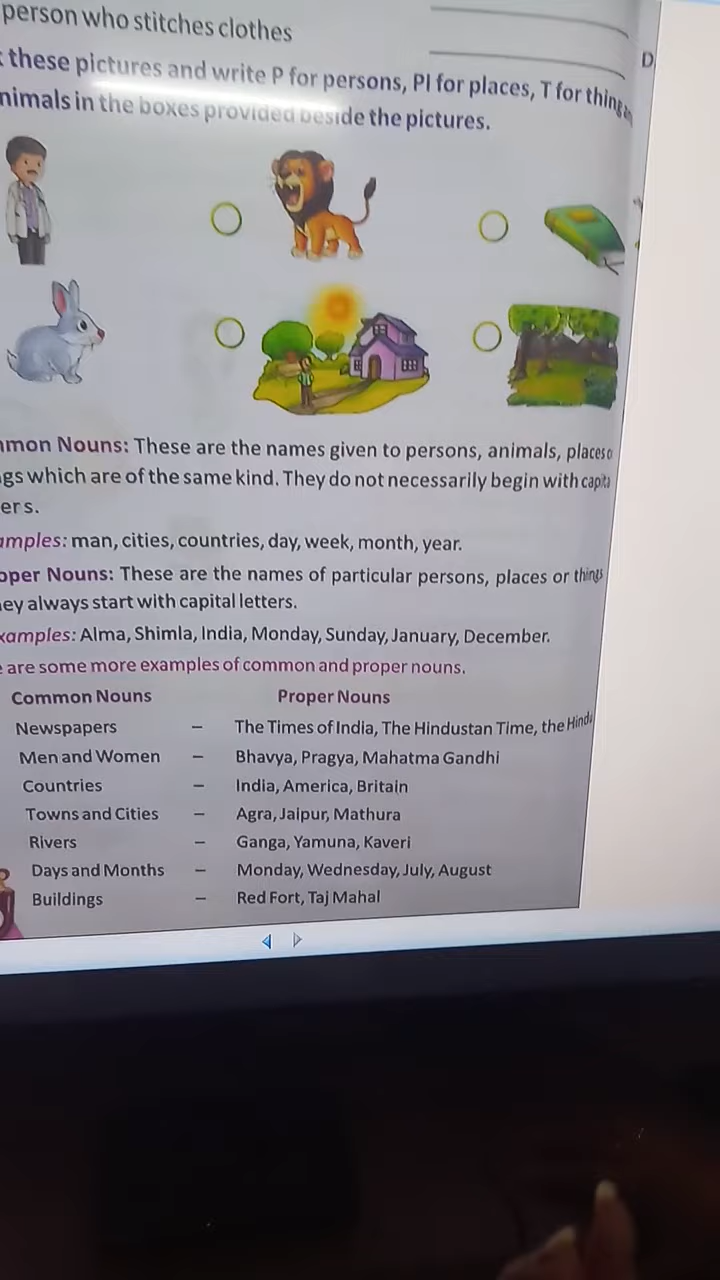 person who stitches clothes
D
these pictures and write P for persons, Pl for places, T for thing
nimals in the boxes provided beside the pictures.
mmon Nouns: These are the names given to persons, animals, places o
gs which are of the same kind. They do not necessarily begin with capita
ers.
amples: man, cities, countries, day, week, month, year.
oper Nouns: These are the names of particular persons, places or things
ey always start with capital letters.
xamples: Alma, Shimla, India, Monday, Sunday, January, December.
e are some more examples of common and proper nouns.
Common Nouns Proper Nouns
Newspapers – The Times of India, The Hindustan Time, the Hindu
Men and Women – Bhavya, Pragya, Mahatma Gandhi
Countries – India, America, Britain
Towns and Cities – Agra, Jaipur, Mathura
Rivers – Ganga, Yamuna, Kaveri
Days and Months – Monday, Wednesday, July, August
Buildings – Red Fort, Taj Mahal